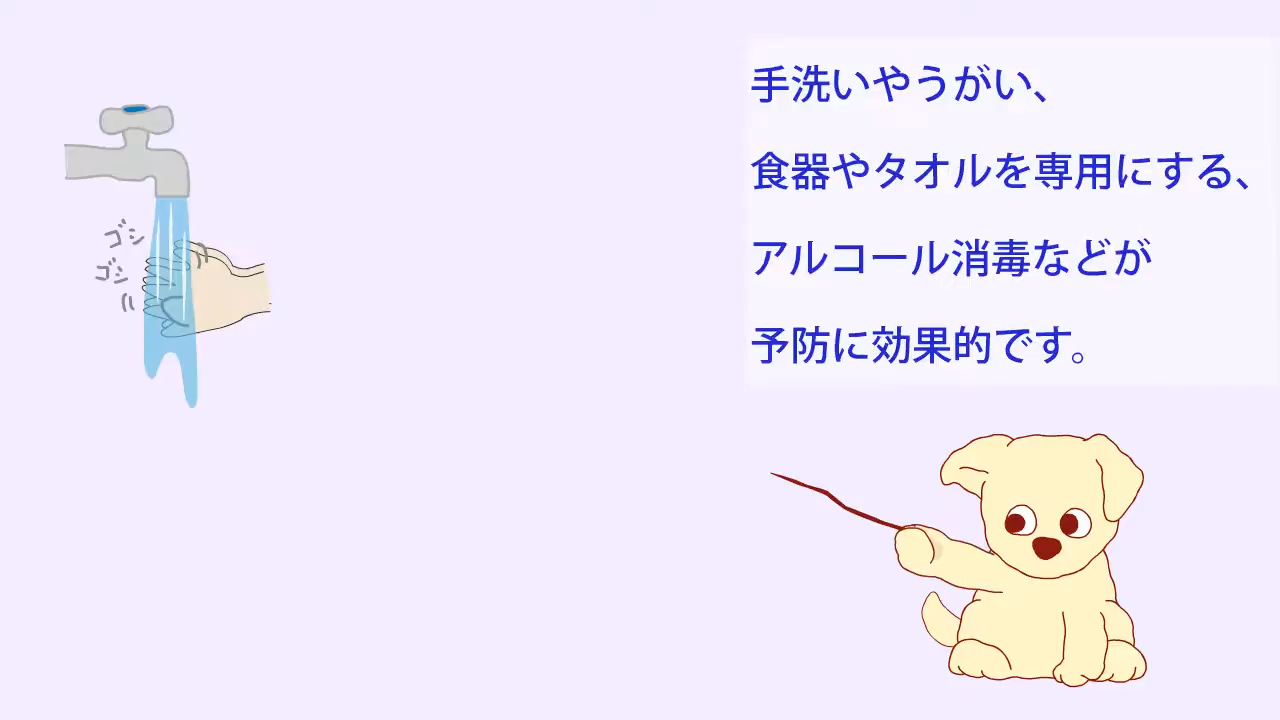 手洗いやうがい、
食器やタオルを専用にする、
アルコール消毒などが
予防に効果的です。
ゴシ
ゴシ